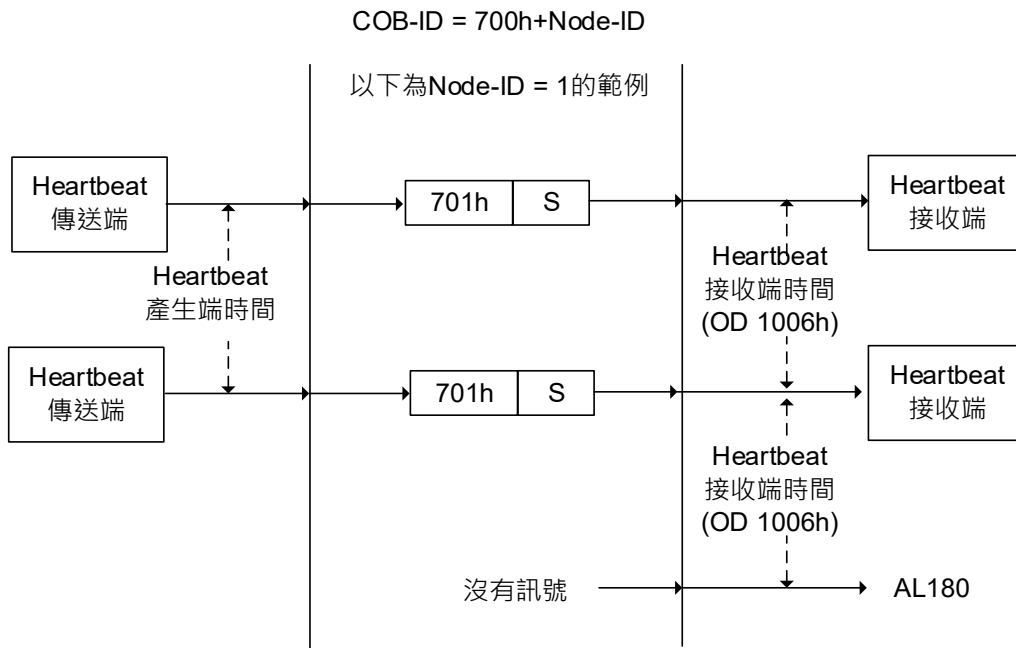 COB-ID = 700h+Node-ID
以下為Node-ID = 1的範例
Heartbeat
傳送端
701h
S
Heartbeat
接收端
Heartbeat
產生端時間
Heartbeat
接收端時間
(OD 1006h)
Heartbeat
傳送端
701h
S
Heartbeat
接收端
Heartbeat
接收端時間
(OD 1006h)
沒有訊號
AL180